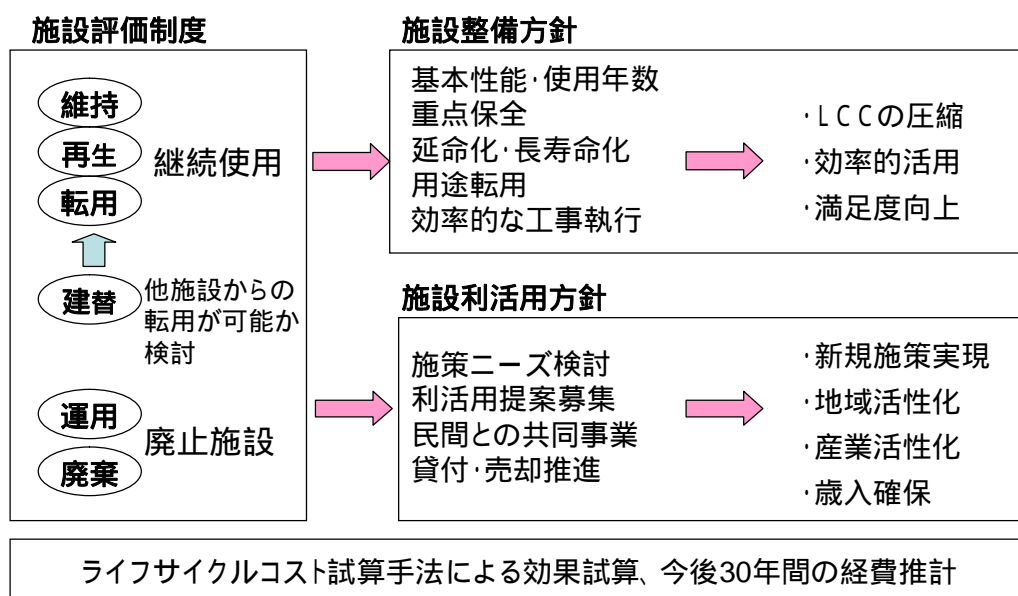 施設評価制度
維持
再生
転用
継続使用
建替
他施設からの
転用が可能か
検討
運用
廃棄
廃止施設
施設整備方針
基本性能・使用年数
重点保全
延命化・長寿命化
用途転用
効率的な工事執行
・LCCの圧縮
・効率的活用
・満足度向上
施設利活用方針
施策ニーズ検討
利活用提案募集
民間との共同事業
貸付・売却推進
・新規施策実現
・地域活性化
・産業活性化
・歳入確保
ライフサイクルコスト試算手法による効果試算、今後30年間の経費推計